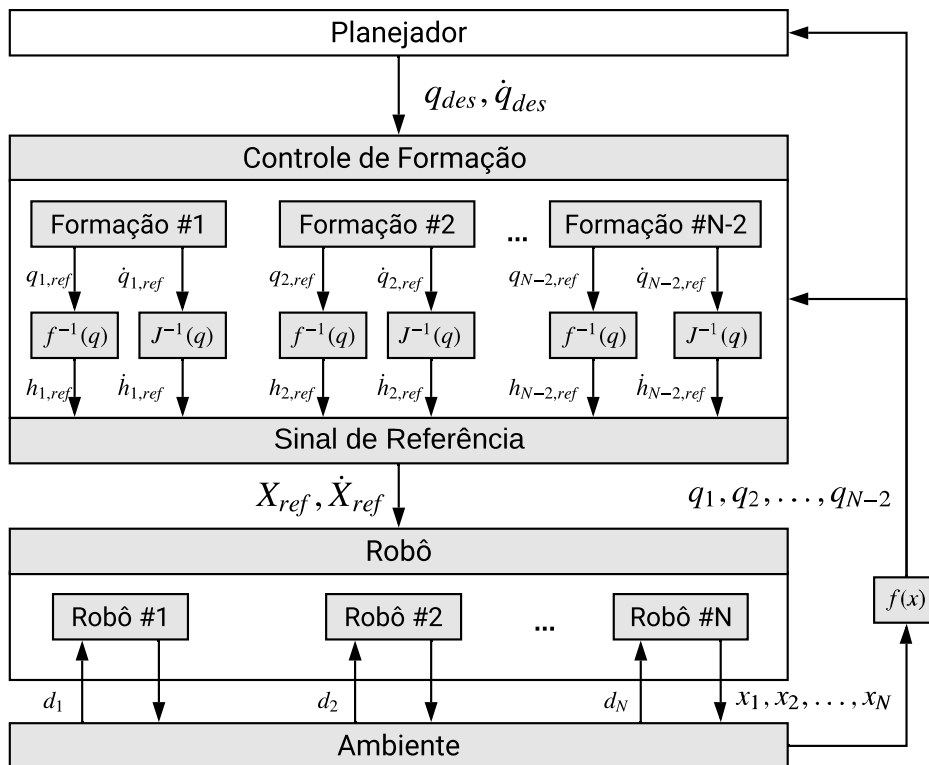 Planejador
q_des, q̇_des
Controle de Formação
Formação #1 Formação #2 ... Formação #N-2
q_1,ref q̇_1,ref q_2,ref q̇_2,ref q_N−2,ref q̇_N−2,ref
f⁻¹(q) J⁻¹(q) f⁻¹(q) J⁻¹(q) f⁻¹(q) J⁻¹(q)
h_1,ref ḣ_1,ref h_2,ref ḣ_2,ref h_N−2,ref ḣ_N−2,ref
Sinal de Referência
X_ref, Ẋ_ref q_1, q_2, ..., q_N−2
Robô
f(x)
Robô #1 Robô #2 ... Robô #N
d_1 d_2 d_N x_1, x_2, ..., x_N
Ambiente